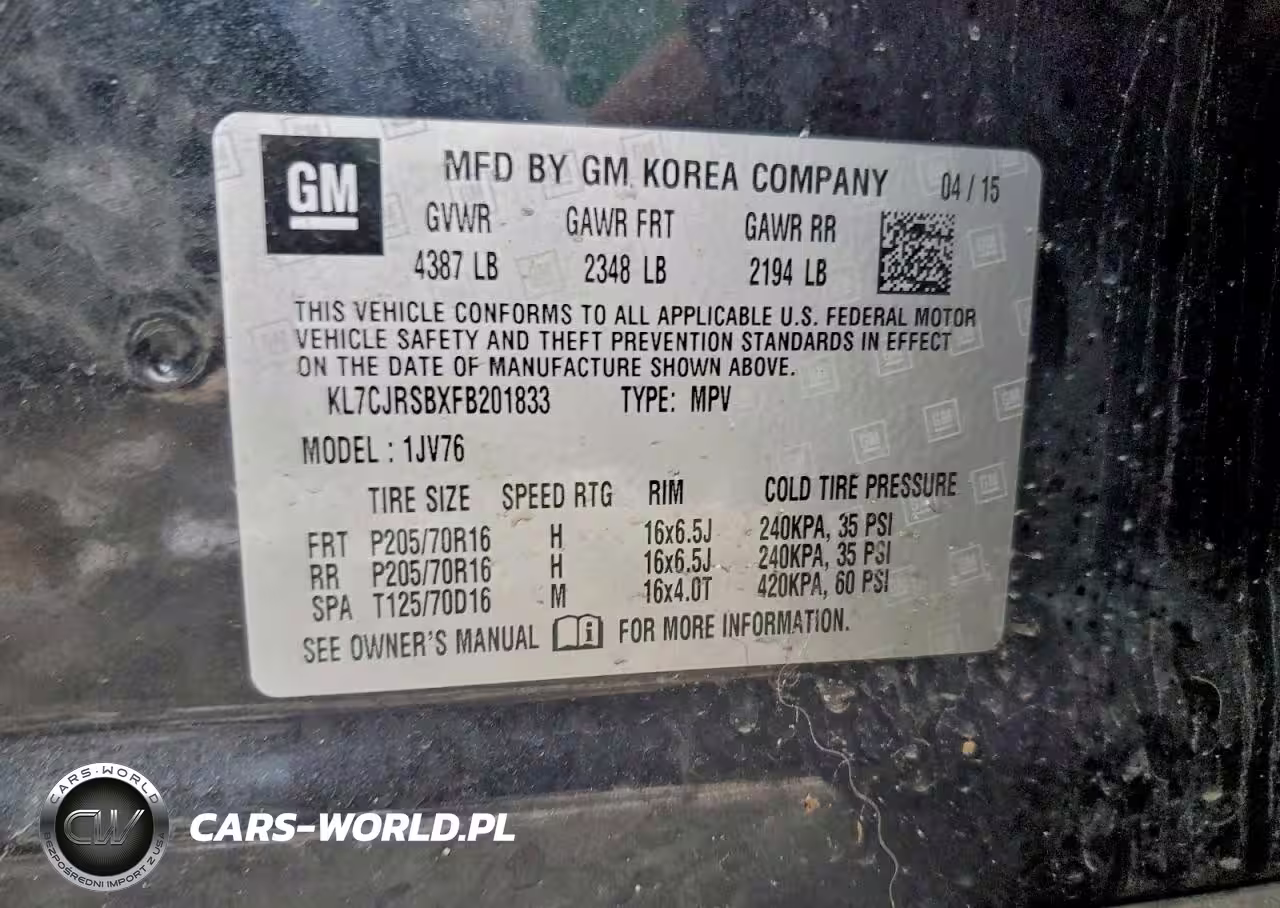 GM
MFD BY GM KOREA COMPANY 04 / 15
GVWR GAWR FRT GAWR RR
4387 LB 2348 LB 2194 LB
THIS VEHICLE CONFORMS TO ALL APPLICABLE U.S. FEDERAL MOTOR
VEHICLE SAFETY AND THEFT PREVENTION STANDARDS IN EFFECT
ON THE DATE OF MANUFACTURE SHOWN ABOVE.
KL7CJRSBXFB201833 TYPE: MPV
MODEL : 1JV76
TIRE SIZE SPEED RTG RIM COLD TIRE PRESSURE
FRT P205/70R16 H 16x6.5J 240KPA, 35 PSI
RR P205/70R16 H 16x6.5J 240KPA, 35 PSI
SPA T125/70D16 M 16x4.0T 420KPA, 60 PSI
SEE OWNER'S MANUAL i FOR MORE INFORMATION.
CARS-WORLD
CW
BEZPOŚREDNI IMPORT Z USA
CARS-WORLD.PL